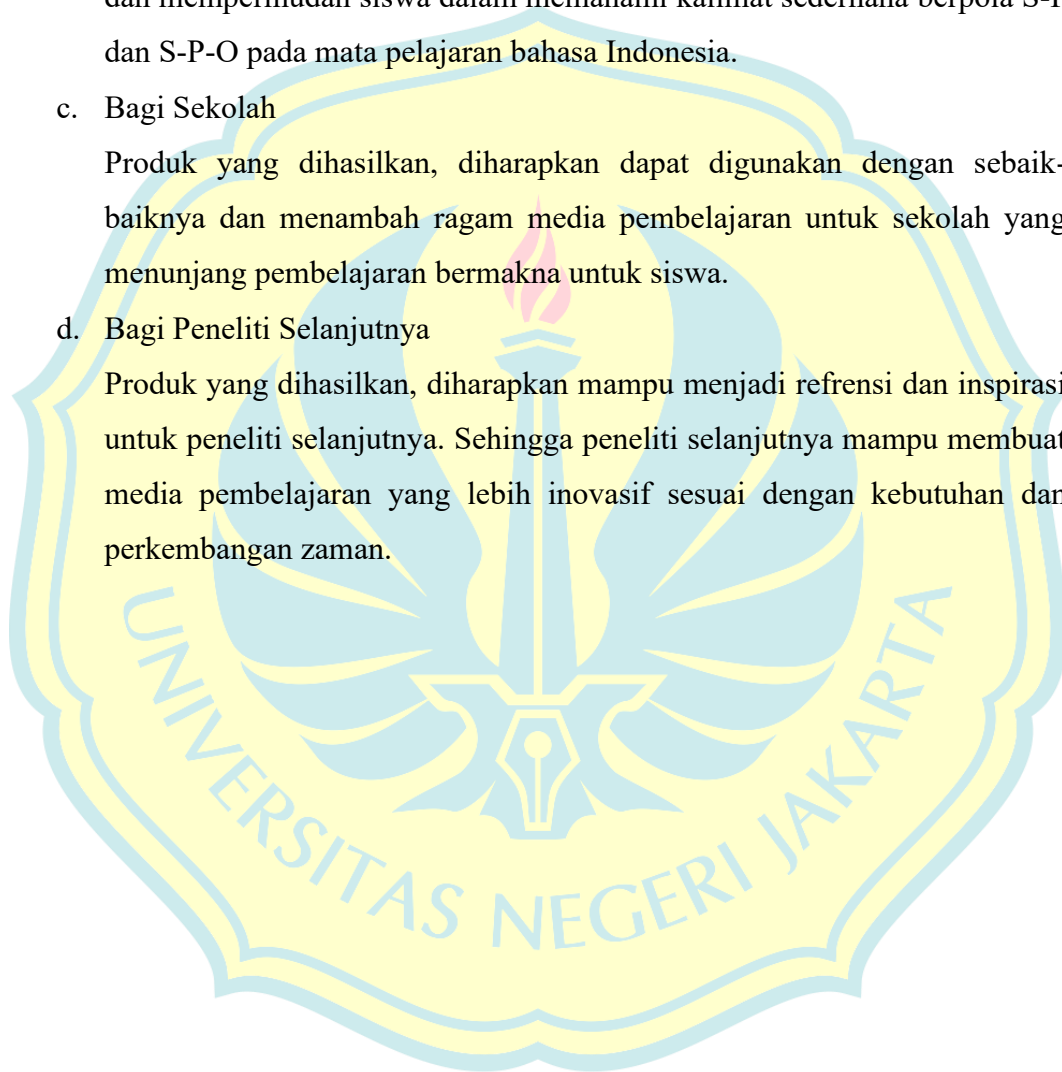 dan mempermudah siswa dalam memahami kalimat sederhana berpola
dan S-P-O pada mata pelajaran bahasa Indonesia.
c. Bagi Sekolah
Produk yang dihasilkan, diharapkan dapat digunakan dengan sebaik-
baiknya dan menambah ragam media pembelajaran untuk sekolah yang
menunjang pembelajaran bermakna untuk siswa.
d. Bagi Peneliti Selanjutnya
Produk yang dihasilkan, diharapkan mampu menjadi refrensi dan inspirasi
untuk peneliti selanjutnya. Sehingga peneliti selanjutnya mampu membuat
media pembelajaran yang lebih inovasif sesuai dengan kebutuhan dan
perkembangan zaman.
UNIVERSITAS NEGERI JAKARTA